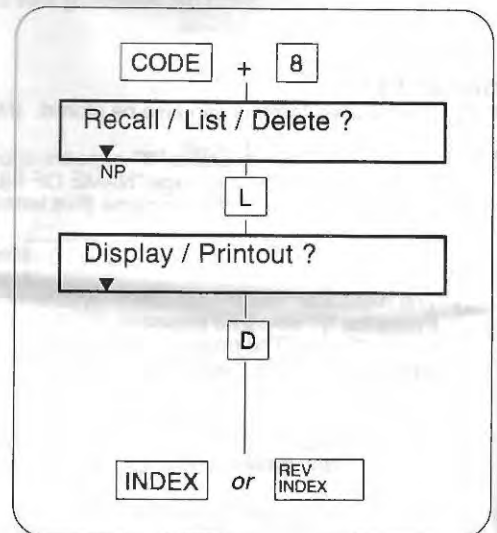 CODE + 8
Recall / List / Delete ?
NP
L
Display / Printout ?
D
INDEX or REV
INDEX